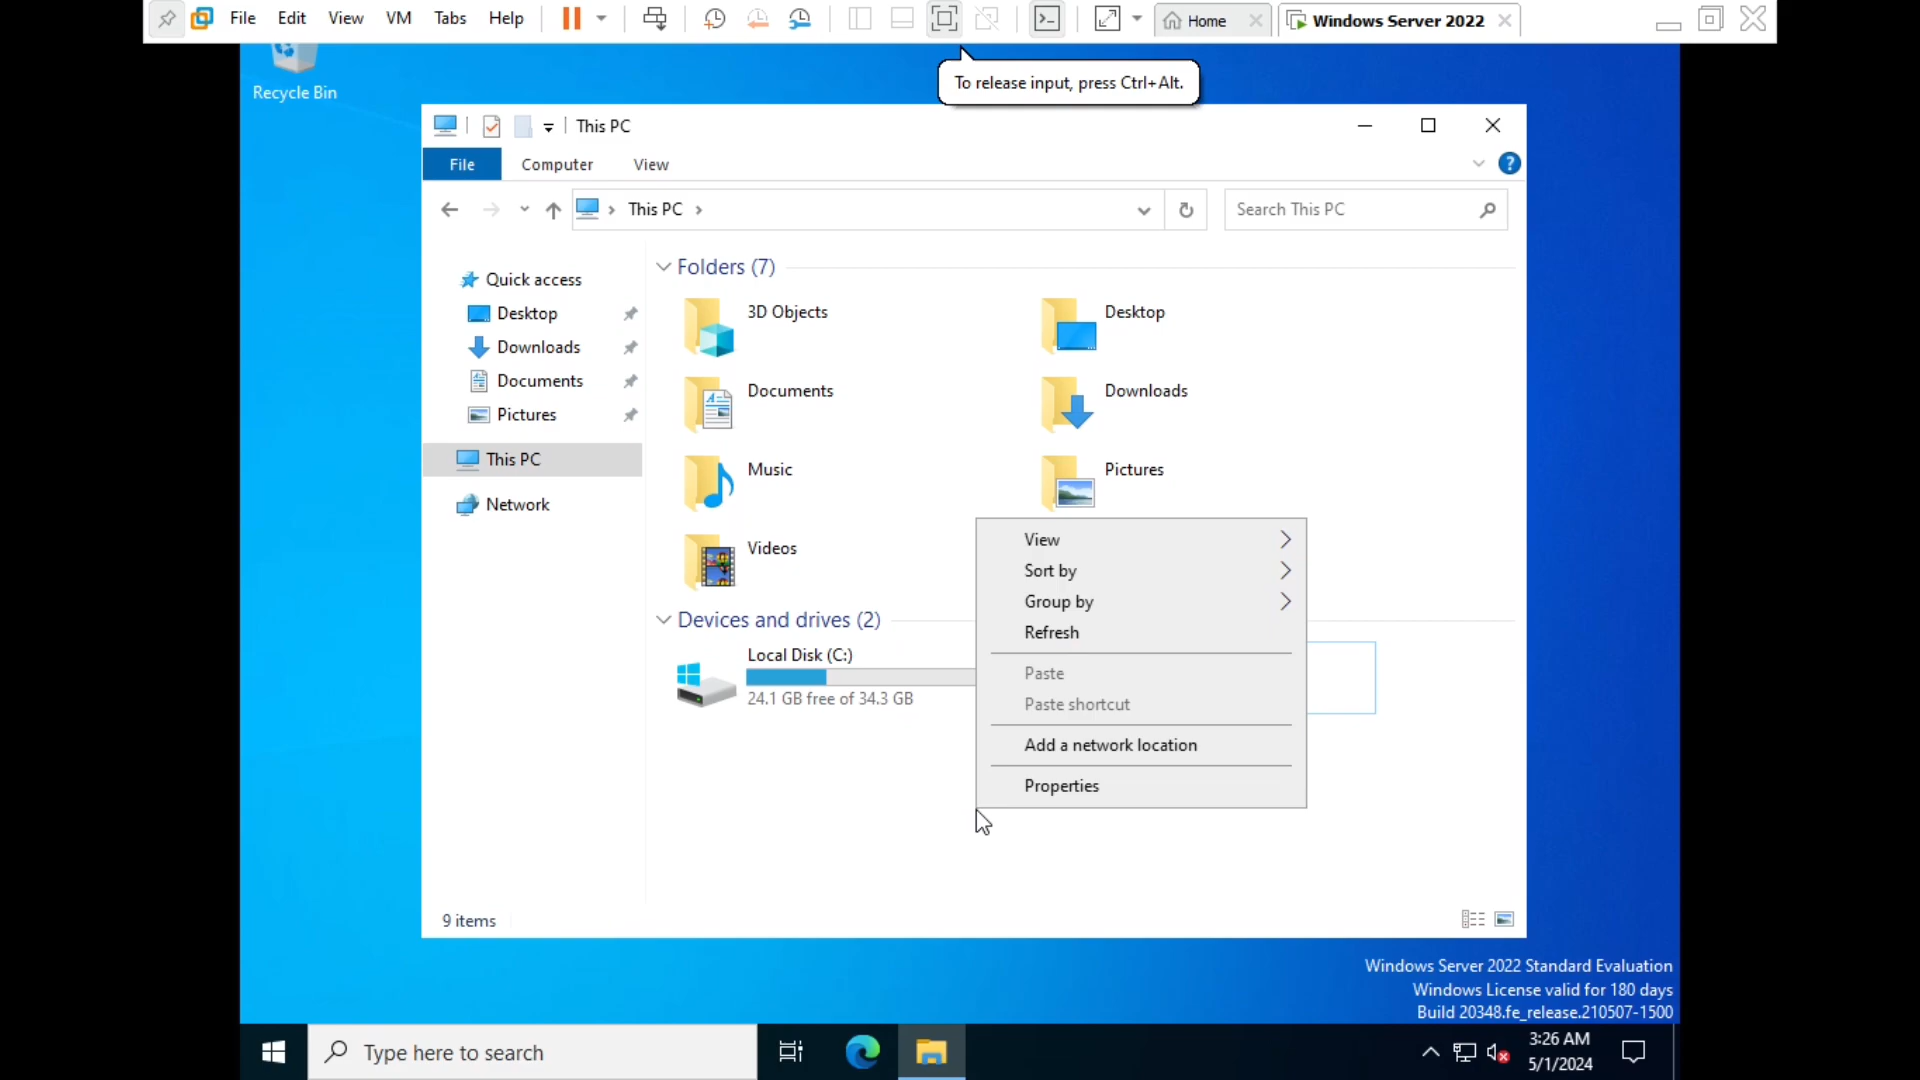 File Edit View VM Tabs Help Home Windows Server 2022
To release input, press Ctrl+Alt.
Recycle Bin
This PC
File Computer View
This PC
Search This PC
Quick access
Desktop
Downloads
Documents
Pictures
This PC
Network
Folders (7)
3D Objects
Desktop
Documents
Downloads
Music
Pictures
Videos
Devices and drives (2)
Local Disk (C:)
24.1 GB free of 34.3 GB
View
Sort by
Group by
Refresh
Paste
Paste shortcut
Add a network location
Properties
9 items
Windows Server 2022 Standard Evaluation
Windows License valid for 180 days
Build 20348.fe_release.210507-1500
Type here to search
3:26 AM
5/1/2024